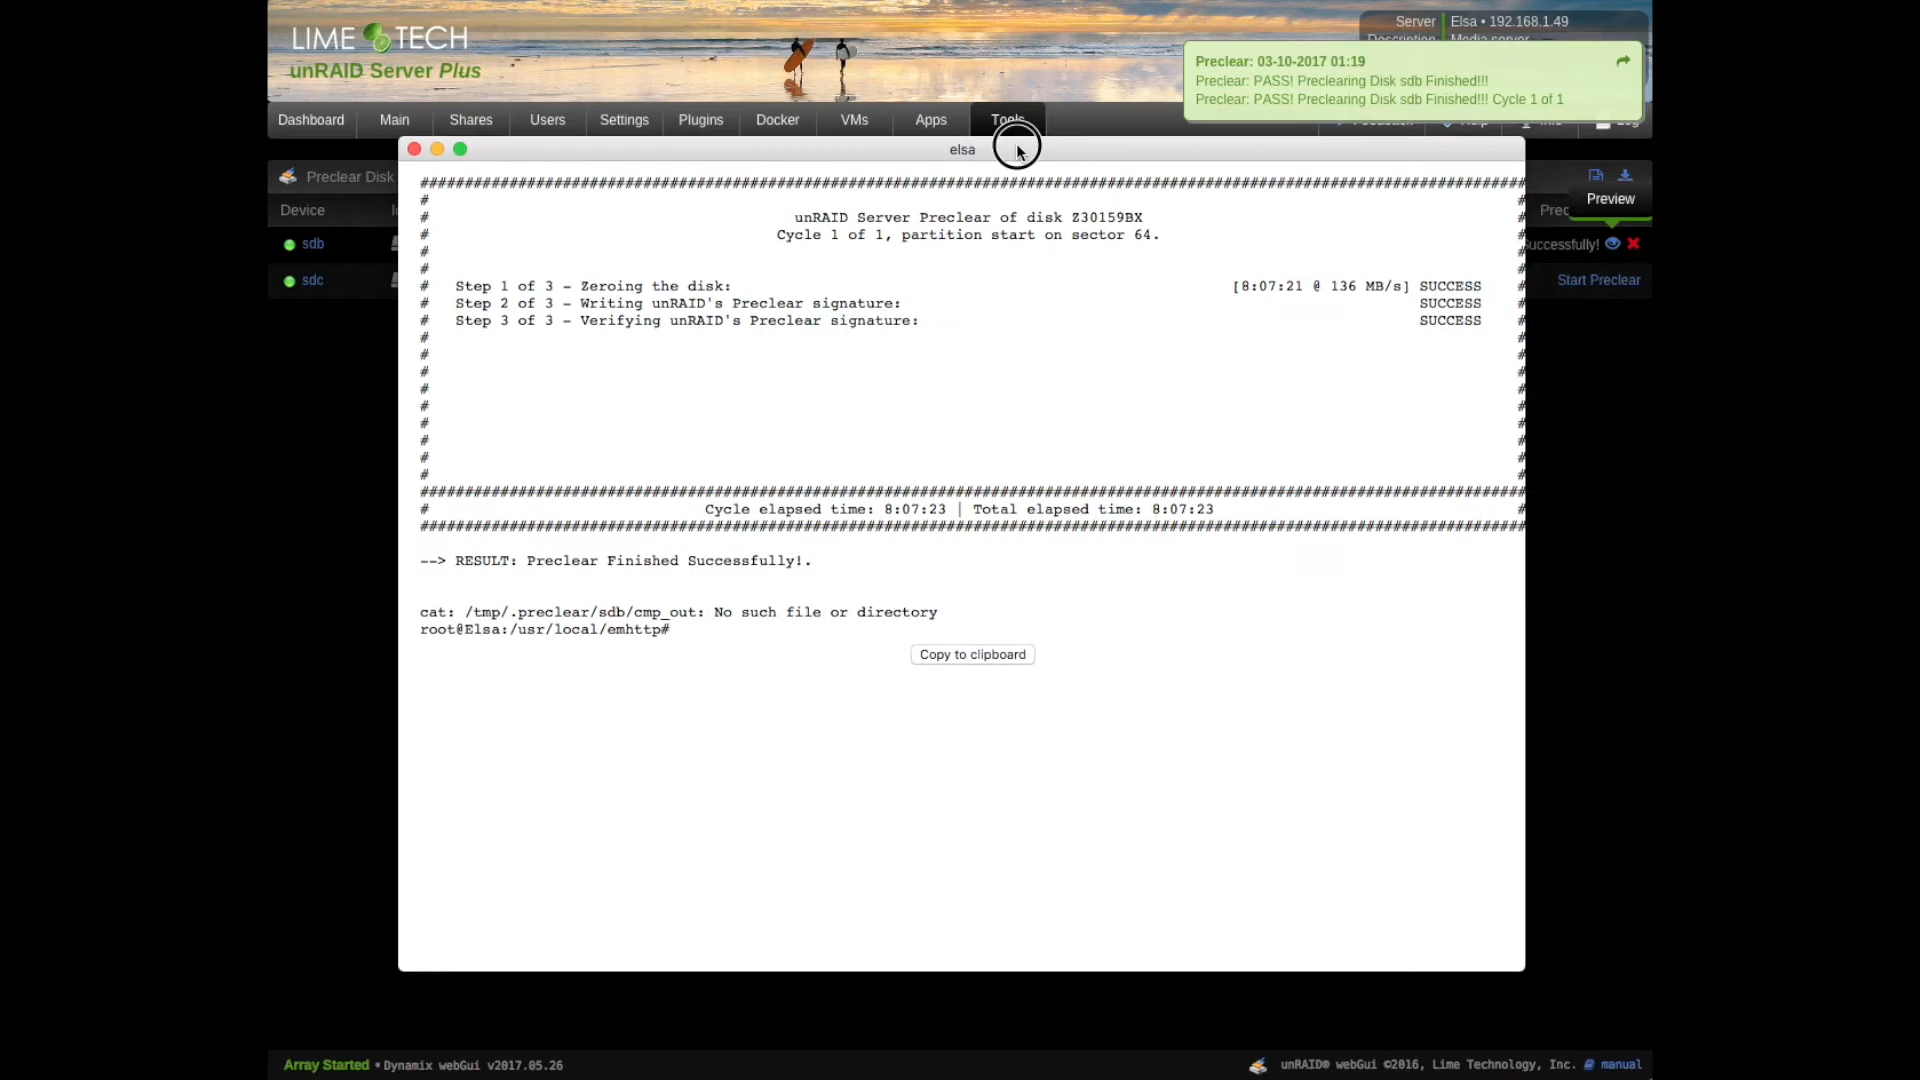 LIME TECH
unRAID Server Plus
Server Elsa • 192.168.1.49
Description Media server
Preclear: 03-10-2017 01:19
Preclear: PASS! Preclearing Disk sdb Finished!!!
Preclear: PASS! Preclearing Disk sdb Finished!!! Cycle 1 of 1
Dashboard Main Shares Users Settings Plugins Docker VMs Apps Tools
elsa
Preclear Disk
Preview
Device
sdb
uccessfully!
sdc
Start Preclear
############################################################################################################################
#
# unRAID Server Preclear of disk Z30159BX #
# Cycle 1 of 1, partition start on sector 64. #
# #
# #
# Step 1 of 3 - Zeroing the disk: [8:07:21 @ 136 MB/s] SUCCESS #
# Step 2 of 3 - Writing unRAID's Preclear signature: SUCCESS #
# Step 3 of 3 - Verifying unRAID's Preclear signature: SUCCESS #
# #
# #
# #
# #
# #
# #
# #
# #
# #
############################################################################################################################
# Cycle elapsed time: 8:07:23 | Total elapsed time: 8:07:23 #
############################################################################################################################
--> RESULT: Preclear Finished Successfully!.
cat: /tmp/.preclear/sdb/cmp_out: No such file or directory
root@Elsa:/usr/local/emhttp#
Copy to clipboard
Array Started • Dynamix webGui v2017.05.26
unRAID® webGui ©2016, Lime Technology, Inc. manual